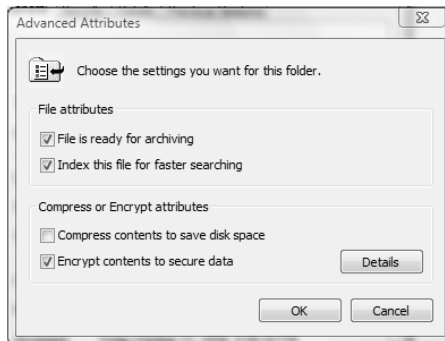 Advanced Attributes
Choose the settings you want for this folder.
File attributes
File is ready for archiving
Index this file for faster searching
Compress or Encrypt attributes
Compress contents to save disk space
Encrypt contents to secure data
Details
OK
Cancel